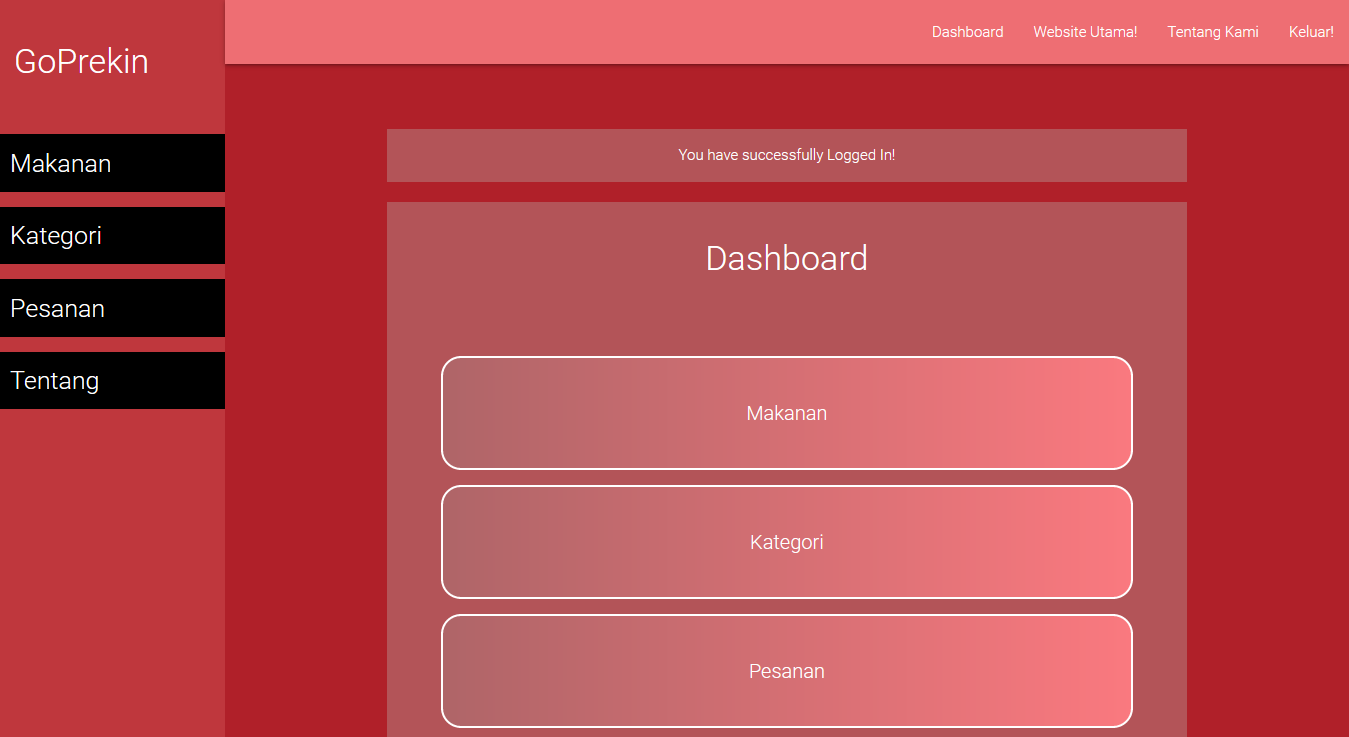 GoPrekin
Makanan
Kategori
Pesanan
Tentang
Dashboard Website Utama! Tentang Kami Keluar!
You have successfully Logged In!
Dashboard
Makanan
Kategori
Pesanan